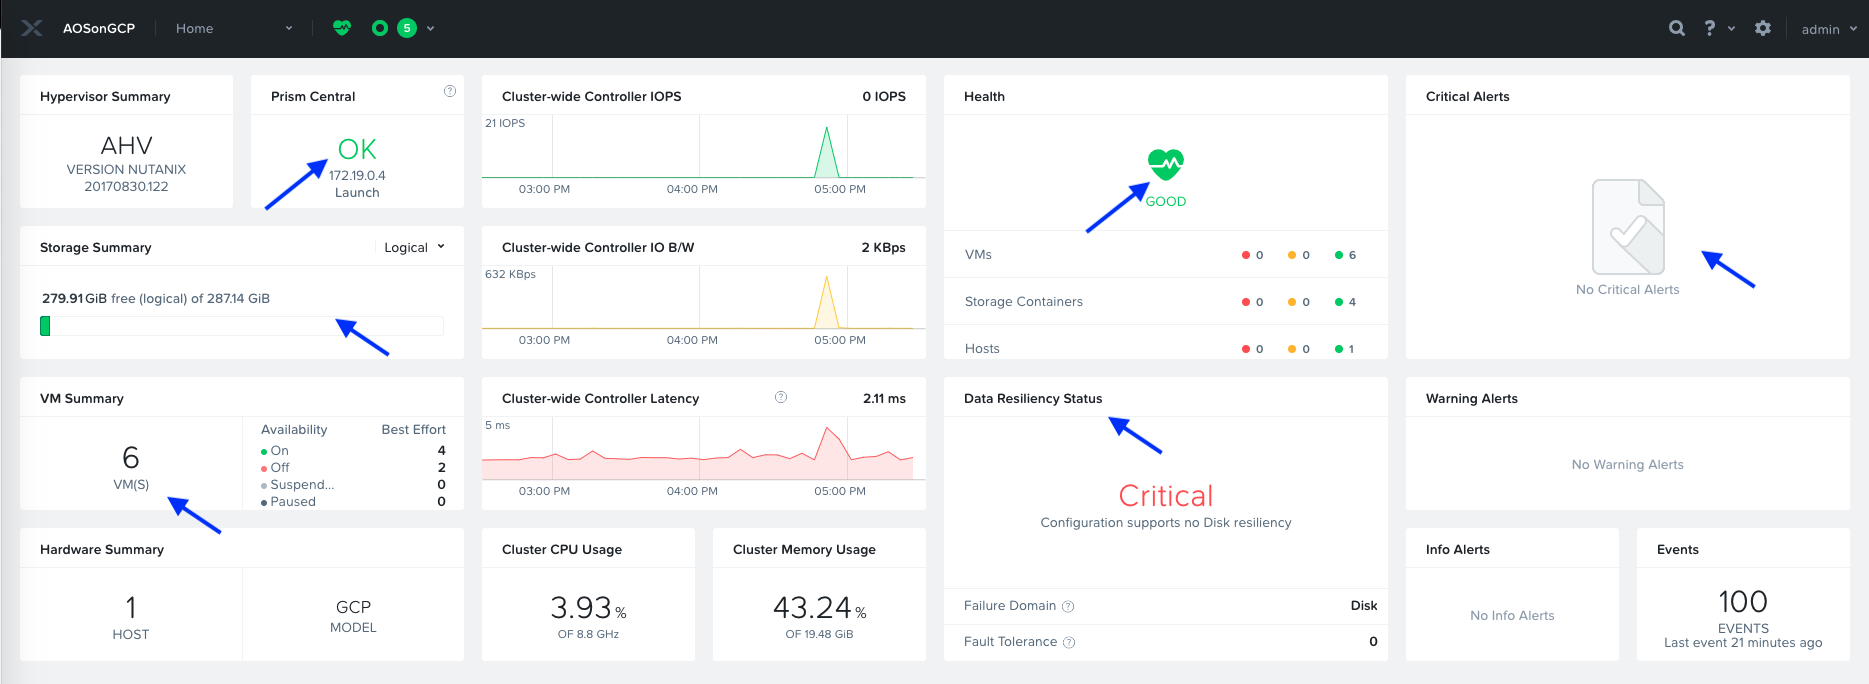 AOSonGCP
Home
5
?
admin
Hypervisor Summary
AHV
VERSION NUTANIX
20170830.122
Prism Central
?
OK
172.19.0.4
Launch
Cluster-wide Controller IOPS
0 IOPS
21 IOPS
03:00 PM
04:00 PM
05:00 PM
Health
GOOD
VMs
0
0
6
Storage Containers
0
0
4
Hosts
0
0
1
Critical Alerts
No Critical Alerts
Storage Summary
Logical
279.91 GiB free (logical) of 287.14 GiB
Cluster-wide Controller IO B/W
2 KBps
632 KBps
03:00 PM
04:00 PM
05:00 PM
VM Summary
6
VM(S)
Availability
Best Effort
On
4
Off
2
Suspend...
0
Paused
0
Cluster-wide Controller Latency
?
2.11 ms
5 ms
03:00 PM
04:00 PM
05:00 PM
Data Resiliency Status
Critical
Configuration supports no Disk resiliency
Failure Domain ?
Disk
Fault Tolerance ?
0
Warning Alerts
No Warning Alerts
Hardware Summary
1
HOST
GCP
MODEL
Cluster CPU Usage
3.93 %
OF 8.8 GHz
Cluster Memory Usage
43.24 %
OF 19.48 GiB
Info Alerts
No Info Alerts
Events
100
EVENTS
Last event 21 minutes ago